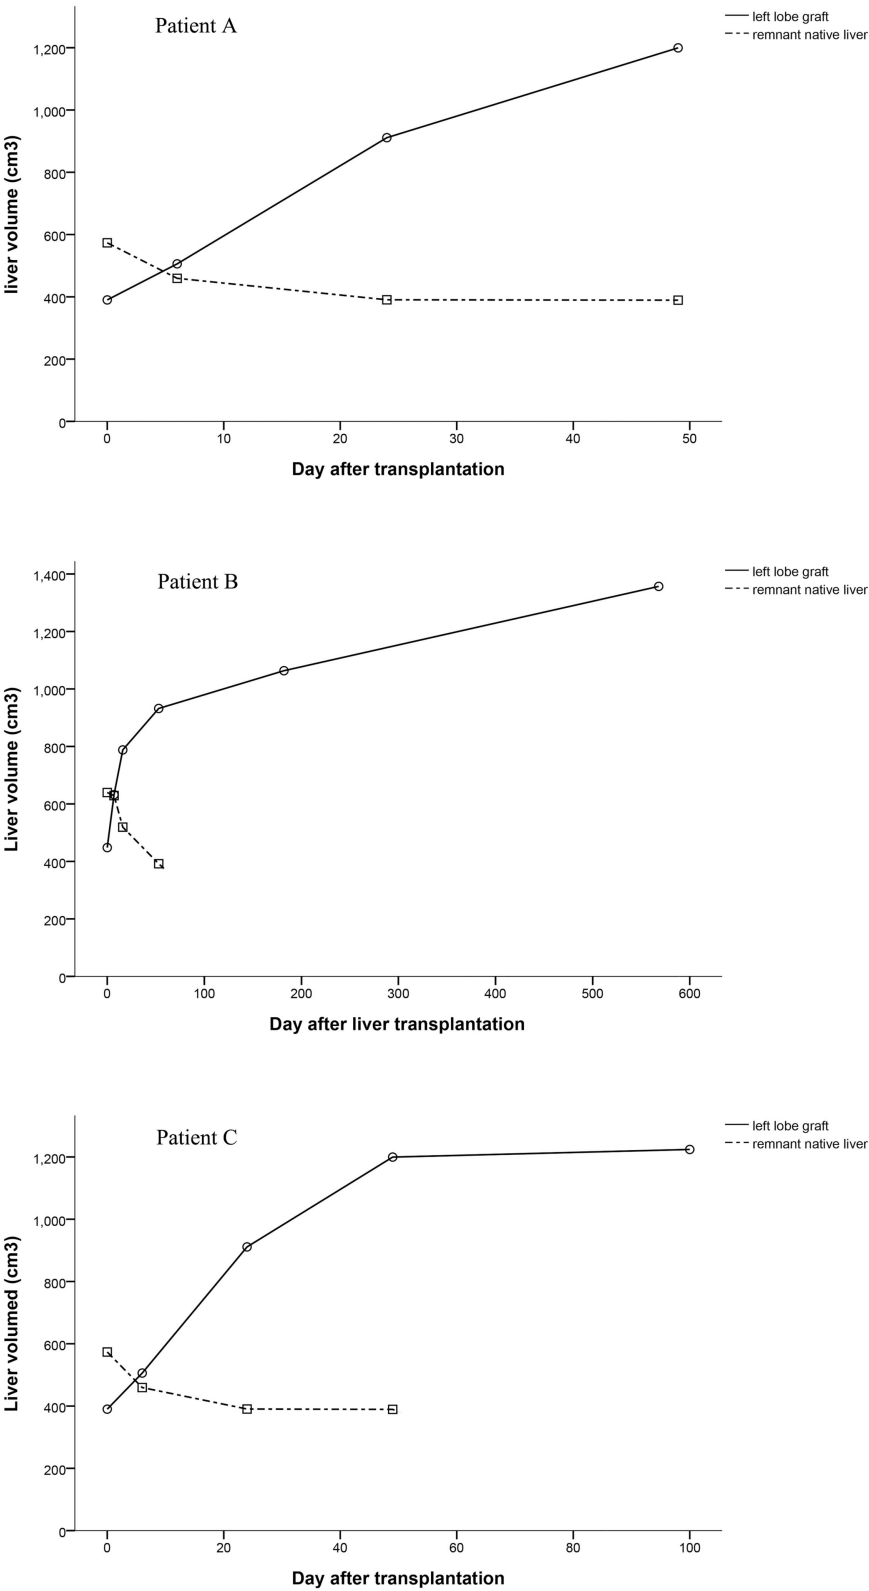 Patient A
left lobe graft
remnant native liver
1,200
1,000
800
600
400
200
0
liver volume (cm3)
0 10 20 30 40 50
Day after transplantation
Patient B
left lobe graft
remnant native liver
1,400
1,200
1,000
800
600
400
200
0
Liver volume (cm3)
0 100 200 300 400 500 600
Day after liver transplantation
Patient C
left lobe graft
remnant native liver
1,200
1,000
800
600
400
200
0
Liver volumed (cm3)
0 20 40 60 80 100
Day after transplantation